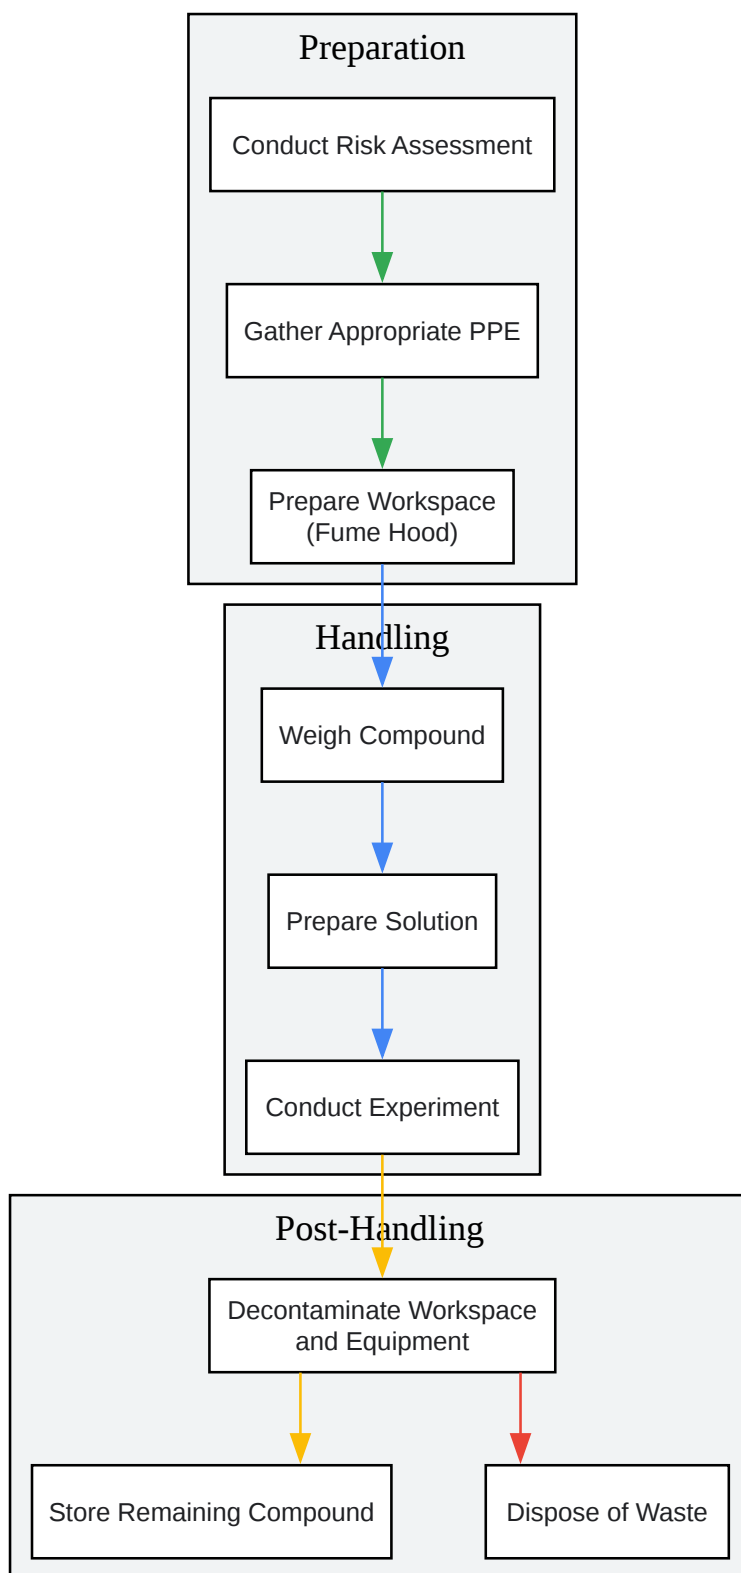 Preparation
Conduct Risk Assessment
Gather Appropriate PPE
Prepare Workspace
(Fume Hood)
Handling
Weigh Compound
Prepare Solution
Conduct Experiment
Post-Handling
Decontaminate Workspace
and Equipment
Store Remaining Compound
Dispose of Waste